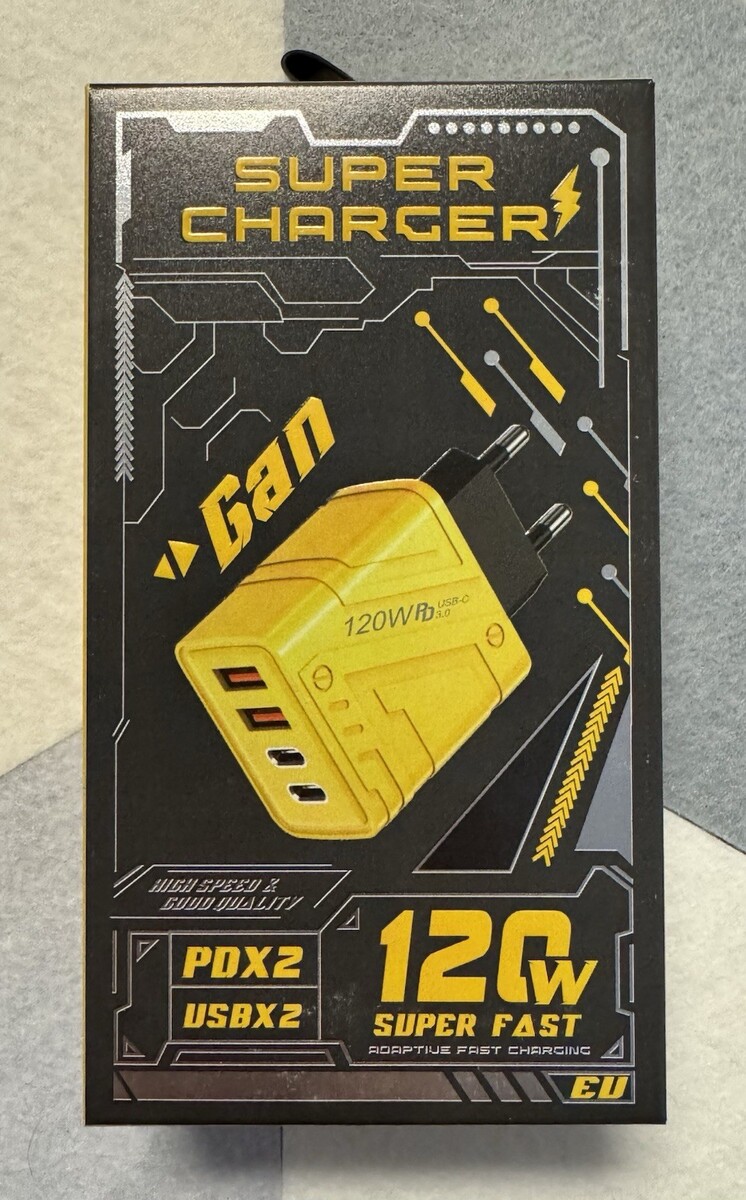 SUPER
CHARGER
Gan
120W PD USB-C
3.0
HIGH SPEED &
GOOD QUALITY
PDX2
USBX2
120W
SUPER FAST
ADAPTIVE FAST CHARGING
EU